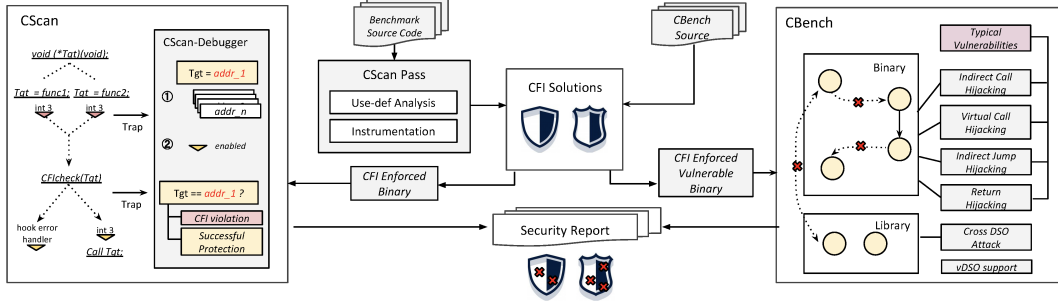 CScan
void (*Tgt)(void);
Tgt = func1; Tgt = func2;
int 3
int 3
Trap
CFIcheck(Tgt)
Trap
hook error
handler
int 3
Call Tgt;
CScan-Debugger
Tgt = addr_1
①
addr_n
②
enabled
Tgt == addr_1 ?
CFI violation
Successful
Protection
Benchmark
Source Code
CScan Pass
Use-def Analysis
Instrumentation
CFI Solutions
CBench
Source
CFI Enforced
Binary
CFI Enforced
Vulnerable
Binary
Security Report
CBench
Binary
Library
Typical
Vulnerabilities
Indirect Call
Hijacking
Virtual Call
Hijacking
Indirect Jump
Hijacking
Return
Hijacking
Cross DSO
Attack
vDSO support